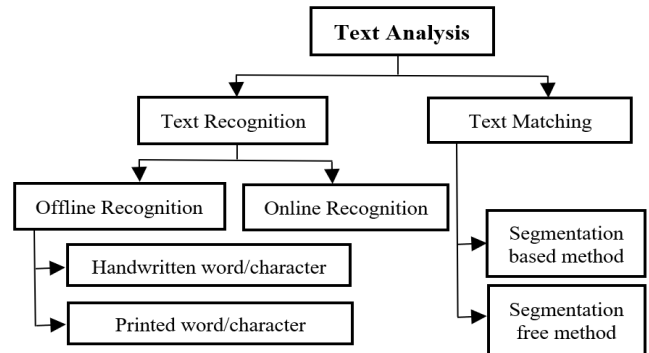 Text Analysis
Text Recognition
Text Matching
Offline Recognition
Online Recognition
Handwritten word/character
Printed word/character
Segmentation
based method
Segmentation
free method